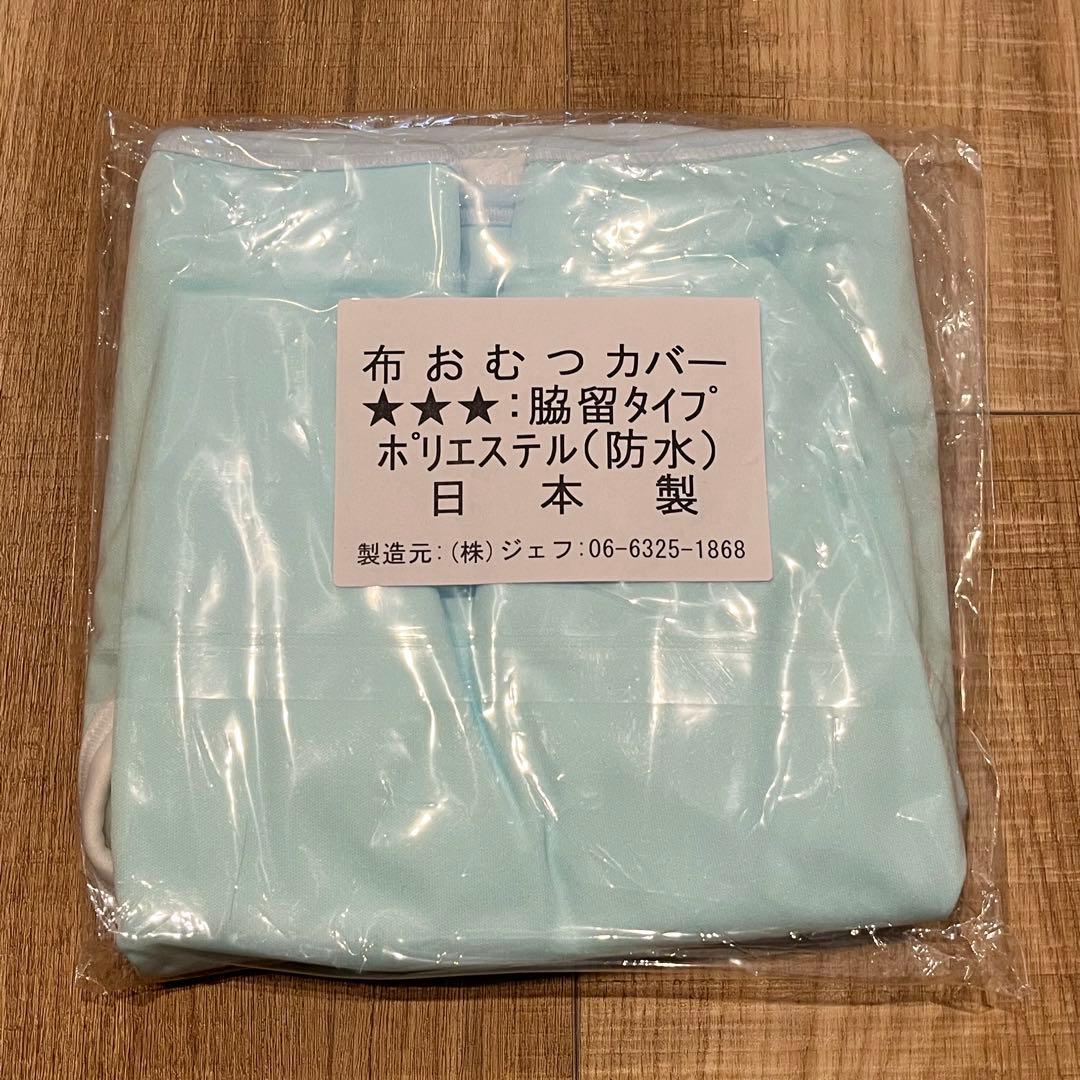 布おむつカバー
★★★:脇留タイプ
ポリエステル(防水)
日本製
製造元:(株)ジェフ:06-6325-1868